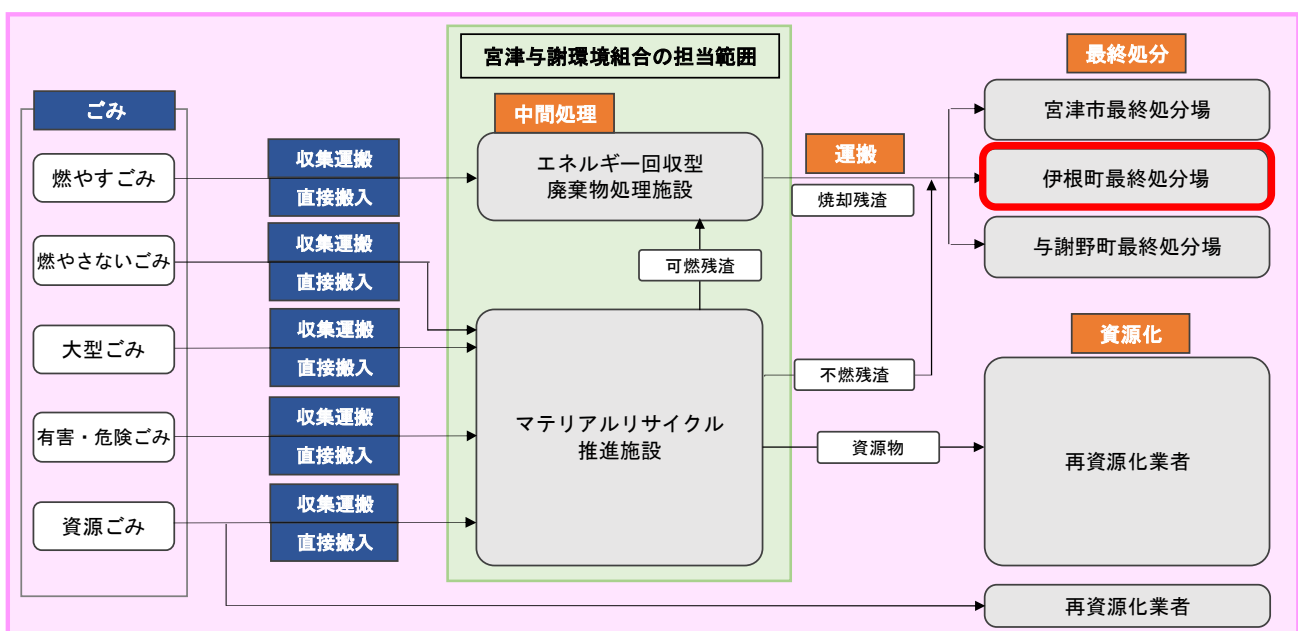 宮津与謝環境組合の担当範囲
最終処分
ごみ
中間処理
宮津市最終処分場
燃やすごみ
収集運搬
直接搬入
エネルギー回収型
廃棄物処理施設
運搬
焼却残渣
伊根町最終処分場
燃やさないごみ
収集運搬
直接搬入
可燃残渣
与謝野町最終処分場
大型ごみ
収集運搬
直接搬入
資源化
不燃残渣
有害・危険ごみ
収集運搬
直接搬入
マテリアルリサイクル
推進施設
資源物
再資源化業者
資源ごみ
収集運搬
直接搬入
再資源化業者